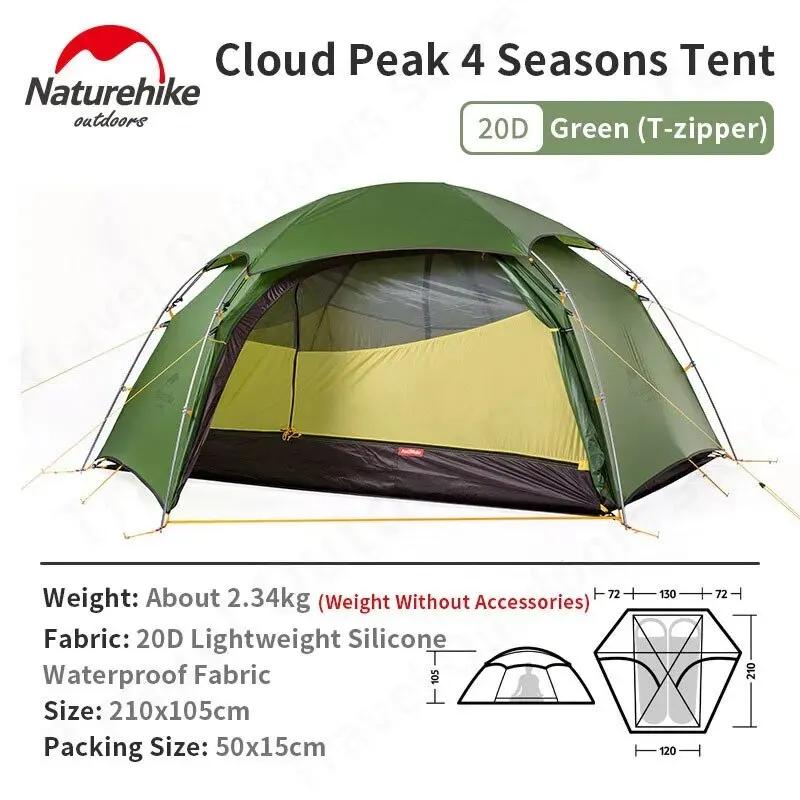 Naturehike
outdoors
Cloud Peak 4 Seasons Tent
20D Green (T-zipper)
Naturehike
Weight: About 2.34kg (Weight Without Accessories)
Fabric: 20D Lightweight Silicone
Waterproof Fabric
Size: 210x105cm
Packing Size: 50x15cm
105
72 130 72
210
120